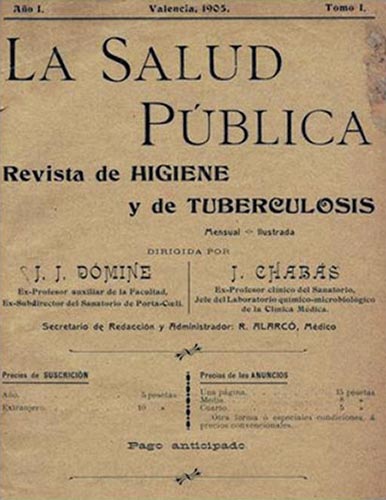 Año I. Valencia, 1905. Tomo I.
LA SALUD
PÚBLICA
Revista de HIGIENE
y de TUBERCULOSIS
Mensual Ilustrada
DIRIGIDA POR
J. J. DÓMINE
Ex-Profesor auxiliar de la Facultad,
Ex-Subdirector del Sanatorio de Porta-Cœli.
J. CHABÁS
Ex-Profesor clínico del Sanatorio,
Jefe del Laboratorio químico-microbiológico
de la Clínica Médica.
Secretario de Redacción y Administrador: R. ALARCÓ, Médico
Precios de SUSCRICIÓN
Año. 5 pesetas
Extranjero. 10 »
Precios de los ANUNCIOS
Una página. 15 pesetas
Media. 8 »
Cuarto. 5 »
Otra forma ó especiales condiciones, á
precios convencionales.
Pago anticipado